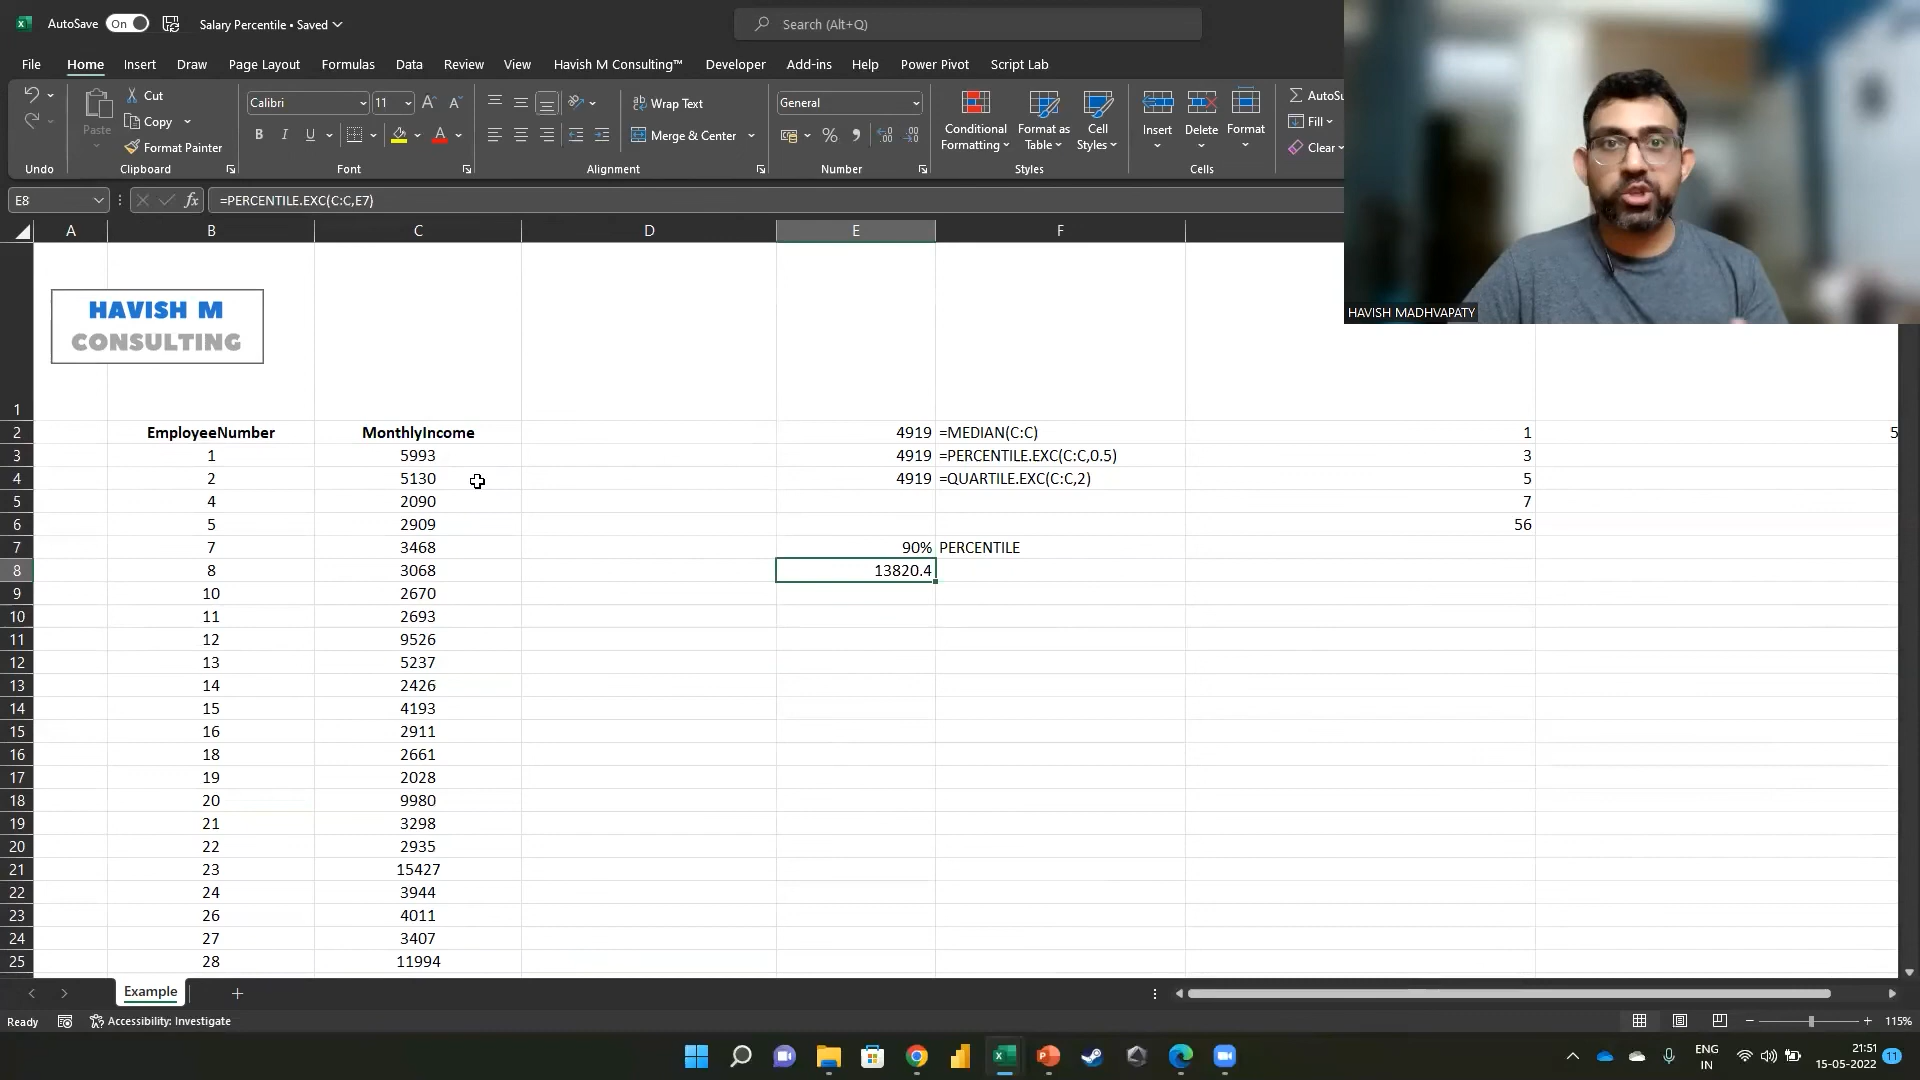 AutoSave On Salary Percentile • Saved Search (Alt+Q)
File Home Insert Draw Page Layout Formulas Data Review View Havish M Consulting™ Developer Add-ins Help Power Pivot Script Lab
Cut
Copy
Format Painter
Paste
Calibri 11
B I U
Wrap Text
Merge & Center
General
Conditional Formatting
Format as Table
Cell Styles
Insert Delete Format
AutoSu
Fill
Clear
Undo Clipboard Font Alignment Number Styles Cells
E8 fx =PERCENTILE.EXC(C:C,E7)
HAVISH MADHVAPATY
A B C D E F
HAVISH M
CONSULTING
1
2 EmployeeNumber MonthlyIncome 4919 =MEDIAN(C:C) 1 5
3 1 5993 4919 =PERCENTILE.EXC(C:C,0.5) 3
4 2 5130 4919 =QUARTILE.EXC(C:C,2) 5
5 4 2090 7
6 5 2909 56
7 7 3468 90% PERCENTILE
8 8 3068 13820.4
9 10 2670
10 11 2693
11 12 9526
12 13 5237
13 14 2426
14 15 4193
15 16 2911
16 18 2661
17 19 2028
18 20 9980
19 21 3298
20 22 2935
21 23 15427
22 24 3944
23 26 4011
24 27 3407
25 28 11994
Example
Ready Accessibility: Investigate 115%
ENG
IN
21:51
15-05-2022
11